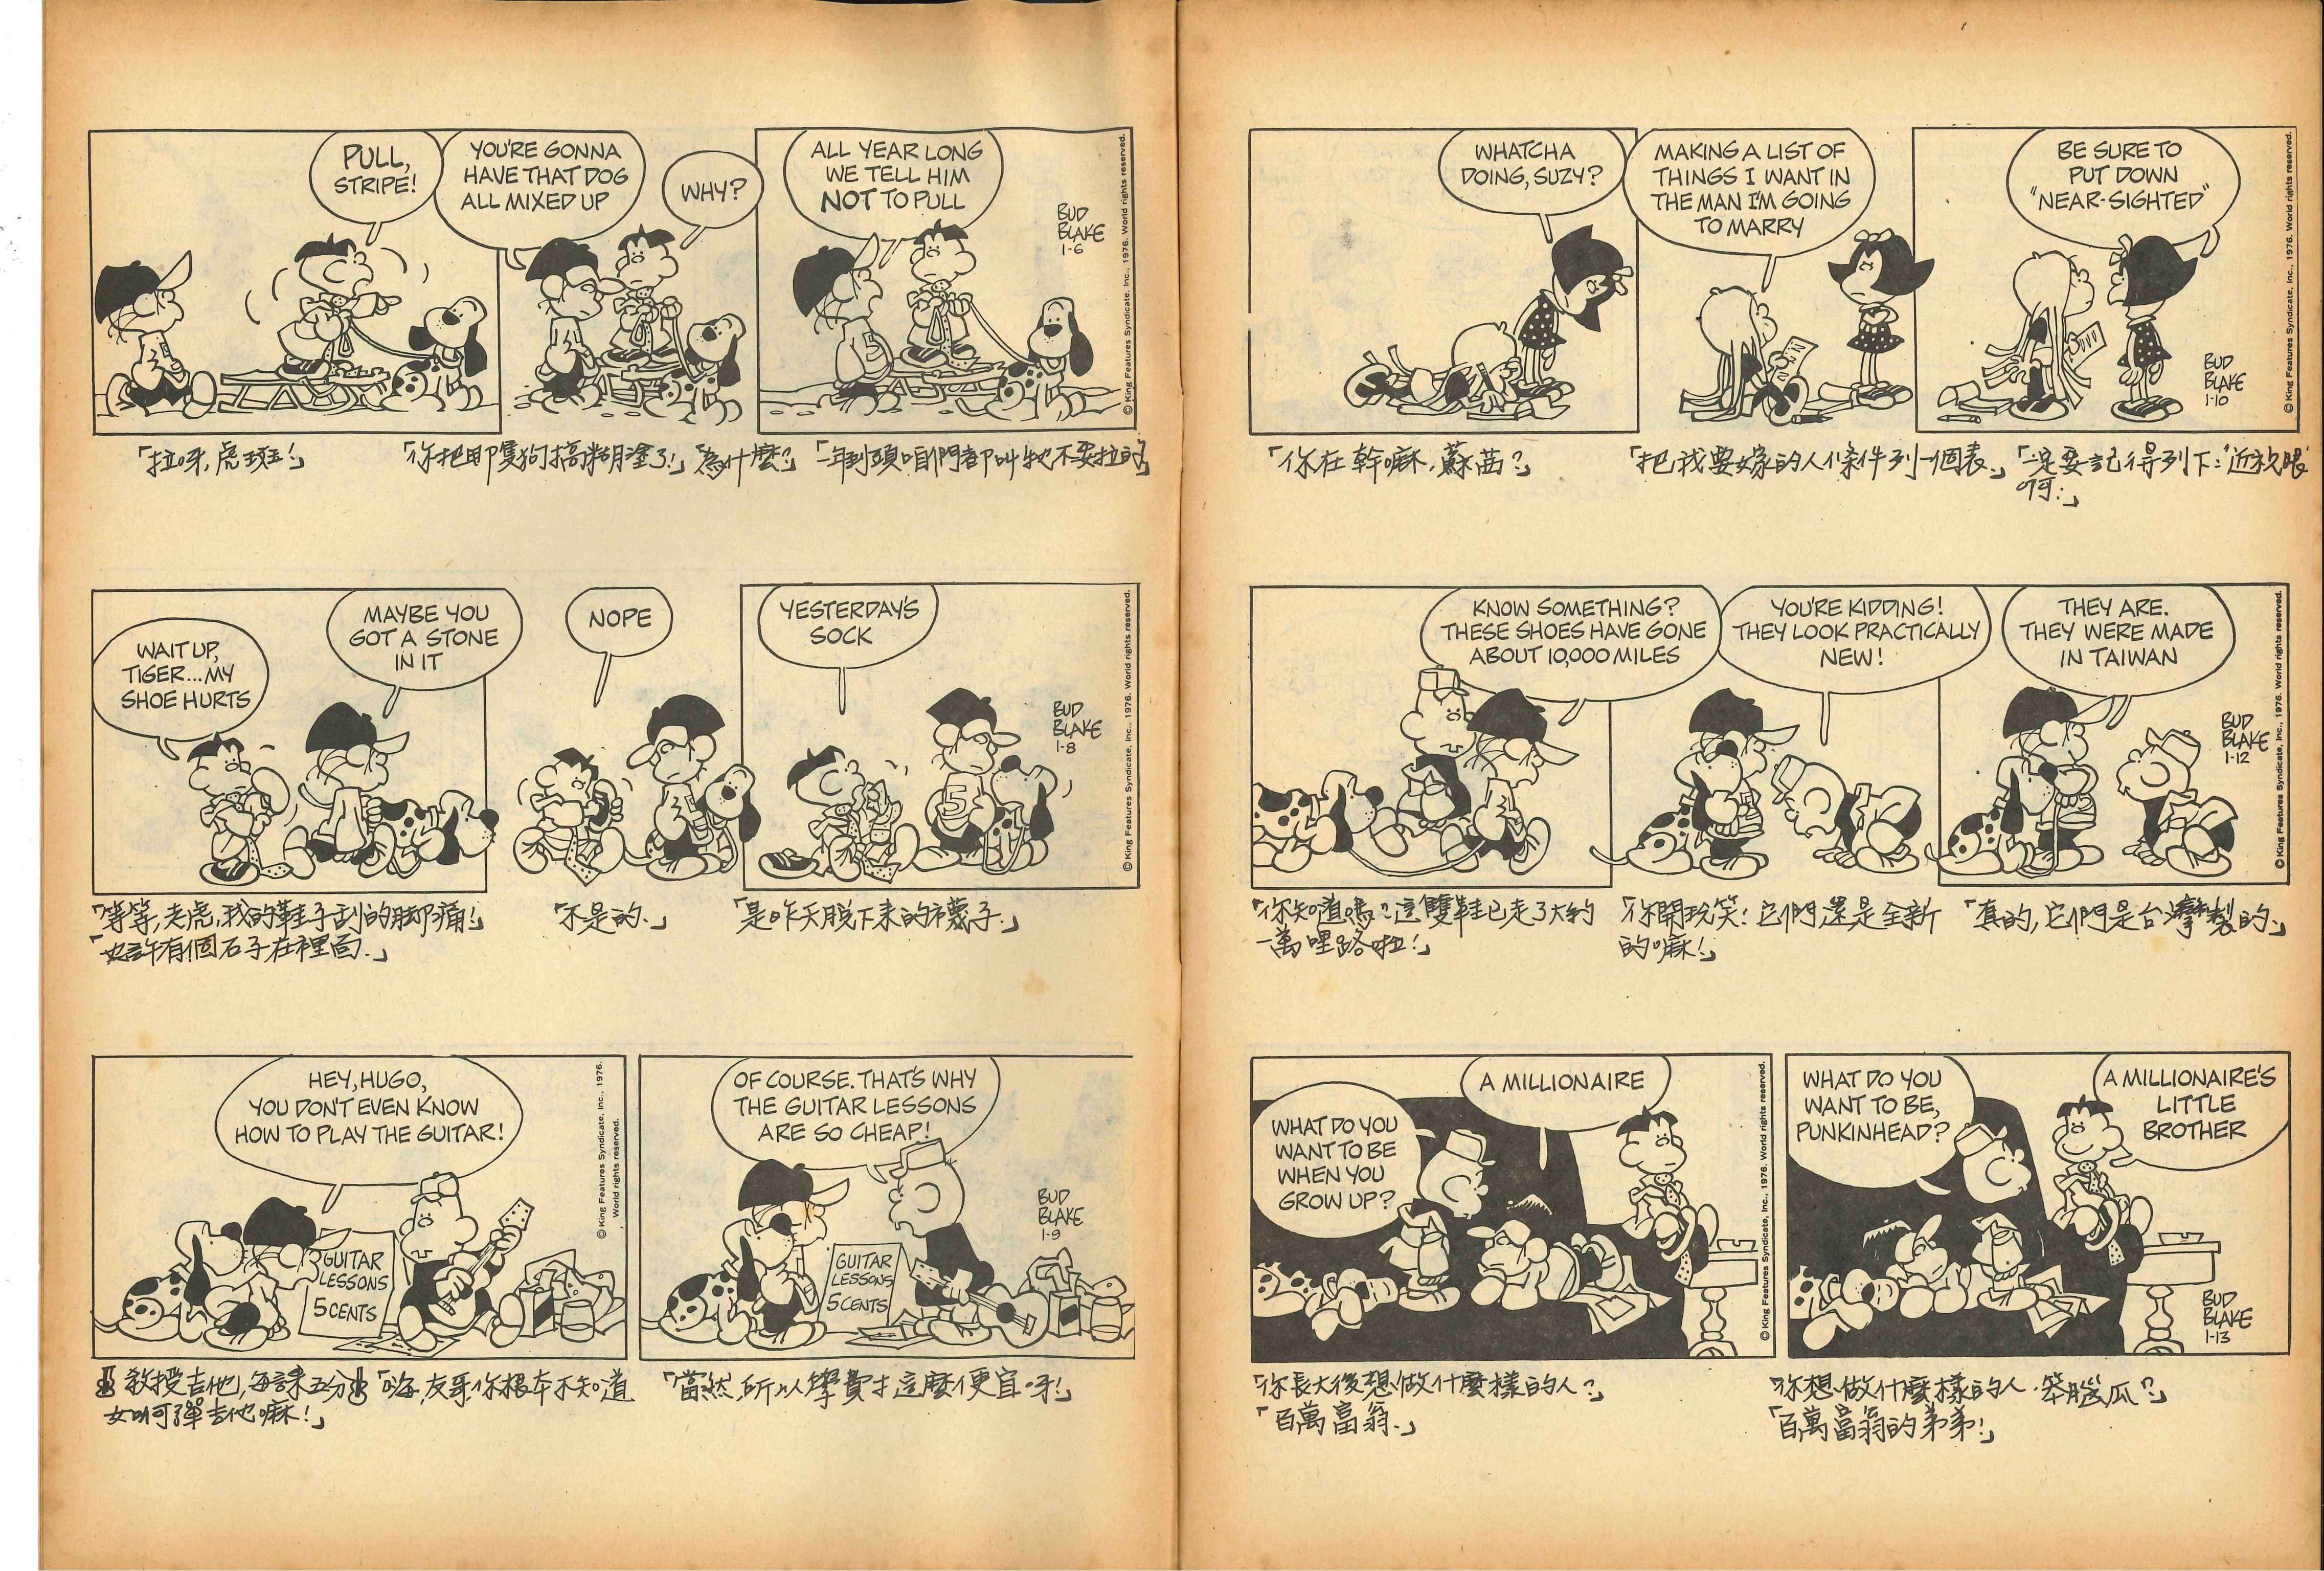 PULL,
STRIPE!
YOU'RE GONNA
HAVE THAT DOG
ALL MIXED UP
WHY?
ALL YEAR LONG
WE TELL HIM
NOT TO PULL
BUD
BLAKE
1-6
© King Features Syndicate, Inc., 1976. World rights reserved.
「拉呀,虎斑!」
「你把那隻狗搞糊塗了!」
「為什麼?」
「一年到頭咱們都叫牠不要拉的」
WAIT UP,
TIGER...MY
SHOE HURTS
MAYBE YOU
GOT A STONE
IN IT
NOPE
YESTERDAY'S
SOCK
BUD
BLAKE
1-8
© King Features Syndicate, Inc., 1976. World rights reserved.
「等等,老虎,我的鞋子刮的脚痛!」
「也許有個石子在裡面.」
「不是的.」
「是昨天脫下來的襪子.」
HEY, HUGO,
YOU DON'T EVEN KNOW
HOW TO PLAY THE GUITAR!
GUITAR
LESSONS
5 CENTS
© King Features Syndicate, Inc., 1976.
World rights reserved.
OF COURSE. THAT'S WHY
THE GUITAR LESSONS
ARE SO CHEAP!
GUITAR
LESSONS
5 CENTS
BUD
BLAKE
1-9
教授吉他,每課五分
「嗨,友哥你根本不知道
如何彈吉他嘛!」
「當然,所以學費才這麼便宜呀!」
WHATCHA
DOING, SUZY?
MAKING A LIST OF
THINGS I WANT IN
THE MAN I'M GOING
TO MARRY
BE SURE TO
PUT DOWN
"NEAR-SIGHTED"
BUD
BLAKE
1-10
© King Features Syndicate, Inc., 1976. World rights reserved.
「你在幹嘛,蘇茜?」
「把我要嫁的人條件列一個表」
「一定要記得列下:"近視眼"
啊:」
KNOW SOMETHING?
THESE SHOES HAVE GONE
ABOUT 10,000 MILES
YOU'RE KIDDING!
THEY LOOK PRACTICALLY
NEW!
THEY ARE.
THEY WERE MADE
IN TAIWAN
BUD
BLAKE
1-12
© King Features Syndicate, Inc., 1976. World rights reserved.
「你知道嗎?這雙鞋已走了大約
一萬哩路啦!」
「你開玩笑!它們還是全新
的嘛!」
「真的,它們是台灣製的」
WHAT DO YOU
WANT TO BE
WHEN YOU
GROW UP?
A MILLIONAIRE
© King Features Syndicate, Inc., 1976. World rights reserved.
WHAT DO YOU
WANT TO BE,
PUNKINHEAD?
A MILLIONAIRE'S
LITTLE
BROTHER
BUD
BLAKE
1-13
「你長大後想做什麼樣的人?」
「百萬富翁.」
「你想做什麼樣的人,笨腦瓜?」
「百萬富翁的弟弟!」